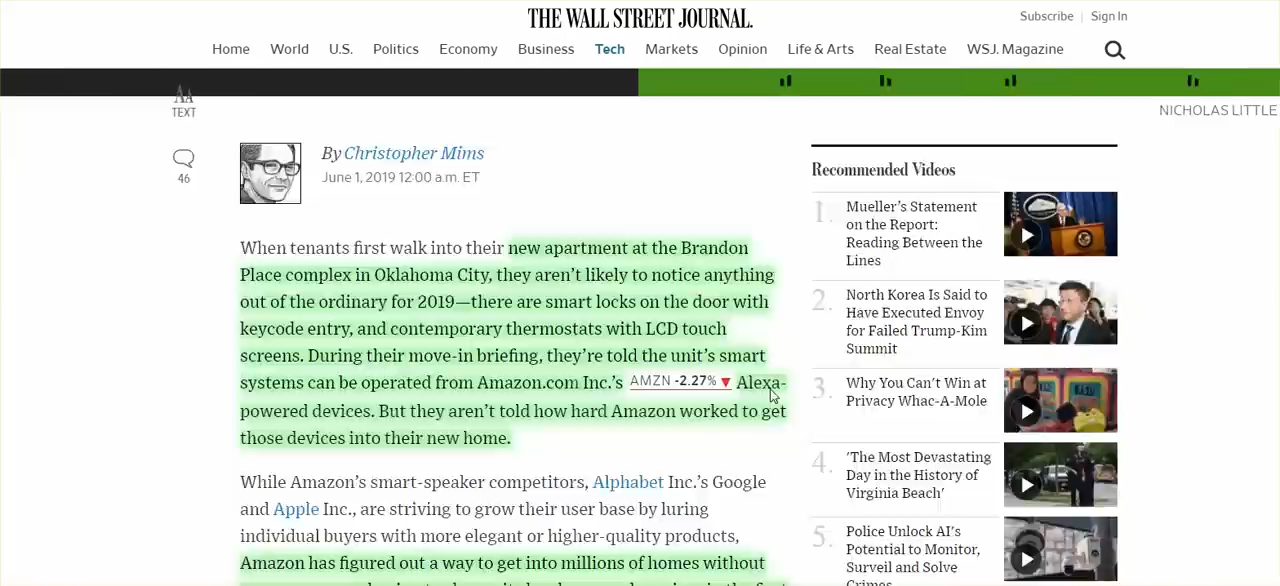 THE WALL STREET JOURNAL.
Subscribe | Sign In
Home World U.S. Politics Economy Business Tech Markets Opinion Life & Arts Real Estate WSJ. Magazine
AA
TEXT
NICHOLAS LITTLE
46
By Christopher Mims
June 1, 2019 12:00 a.m. ET
When tenants first walk into their new apartment at the Brandon
Place complex in Oklahoma City, they aren’t likely to notice anything
out of the ordinary for 2019—there are smart locks on the door with
keycode entry, and contemporary thermostats with LCD touch
screens. During their move-in briefing, they’re told the unit’s smart
systems can be operated from Amazon.com Inc.’s AMZN -2.27% ▼ Alexa-
powered devices. But they aren’t told how hard Amazon worked to get
those devices into their new home.
While Amazon’s smart-speaker competitors, Alphabet Inc.’s Google
and Apple Inc., are striving to grow their user base by luring
individual buyers with more elegant or higher-quality products,
Amazon has figured out a way to get into millions of homes without
Recommended Videos
1. Mueller’s Statement
on the Report:
Reading Between the
Lines
2. North Korea Is Said to
Have Executed Envoy
for Failed Trump-Kim
Summit
3. Why You Can’t Win at
Privacy Whac-A-Mole
4. 'The Most Devastating
Day in the History of
Virginia Beach'
5. Police Unlock AI’s
Potential to Monitor,
Surveil and Solve
Crimes